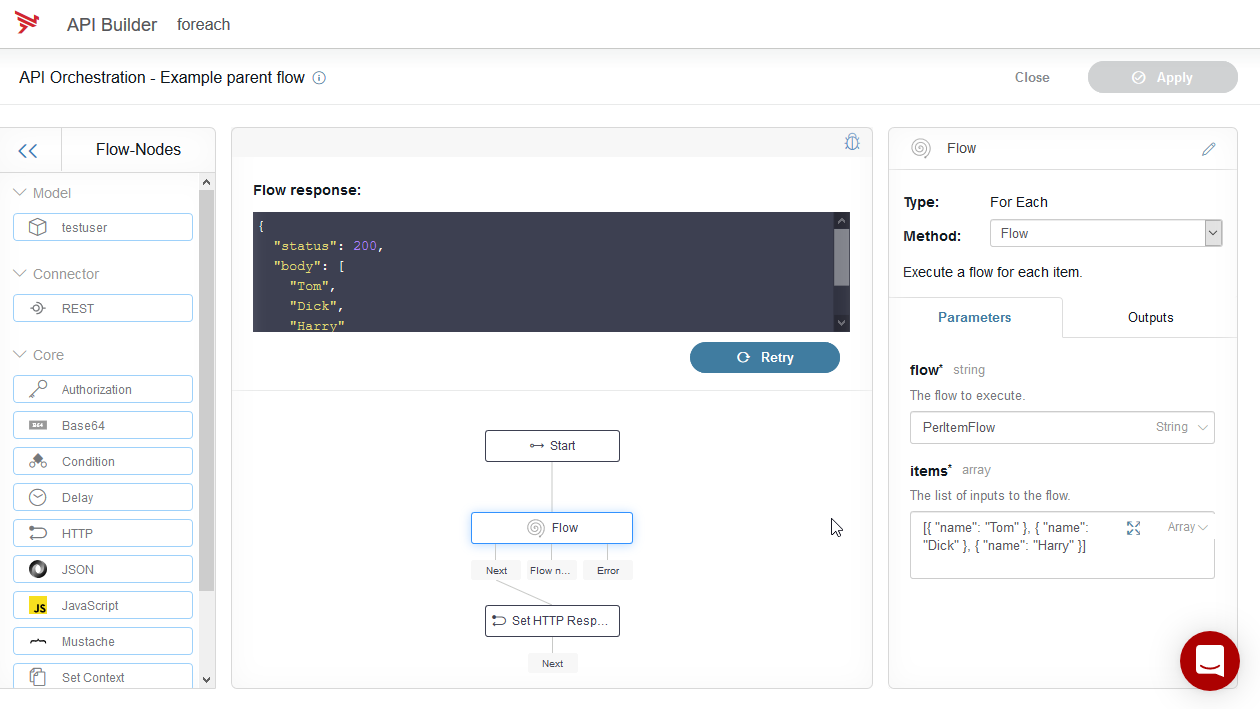 API Builder foreach
API Orchestration - Example parent flow
Close
Apply
Flow-Nodes
Model
testuser
Connector
REST
Core
Authorization
B64 Base64
Condition
Delay
HTTP
JSON
JS JavaScript
Mustache
Set Context
Flow response:
{
"status": 200,
"body": [
"Tom",
"Dick",
"Harry"
Retry
Start
Flow
Next Flow n... Error
Set HTTP Resp...
Next
Flow
Type: For Each
Method: Flow
Execute a flow for each item.
Parameters Outputs
flow* string
The flow to execute.
PerItemFlow String
items* array
The list of inputs to the flow.
[{ "name": "Tom" }, { "name": Array
"Dick" }, { "name": "Harry" }]